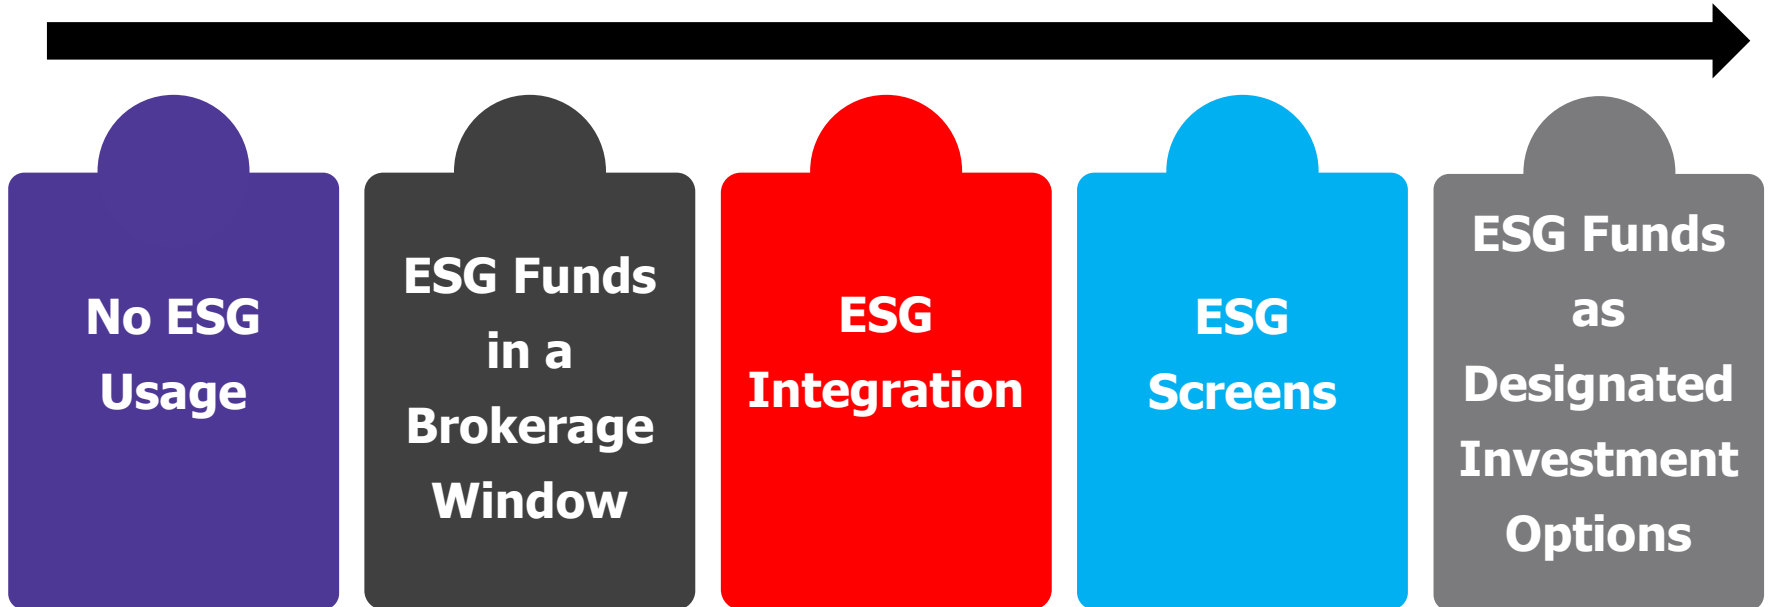 No ESG
Usage
ESG Funds
in a
Brokerage
Window
ESG
Integration
ESG
Screens
ESG Funds
as
Designated
Investment
Options